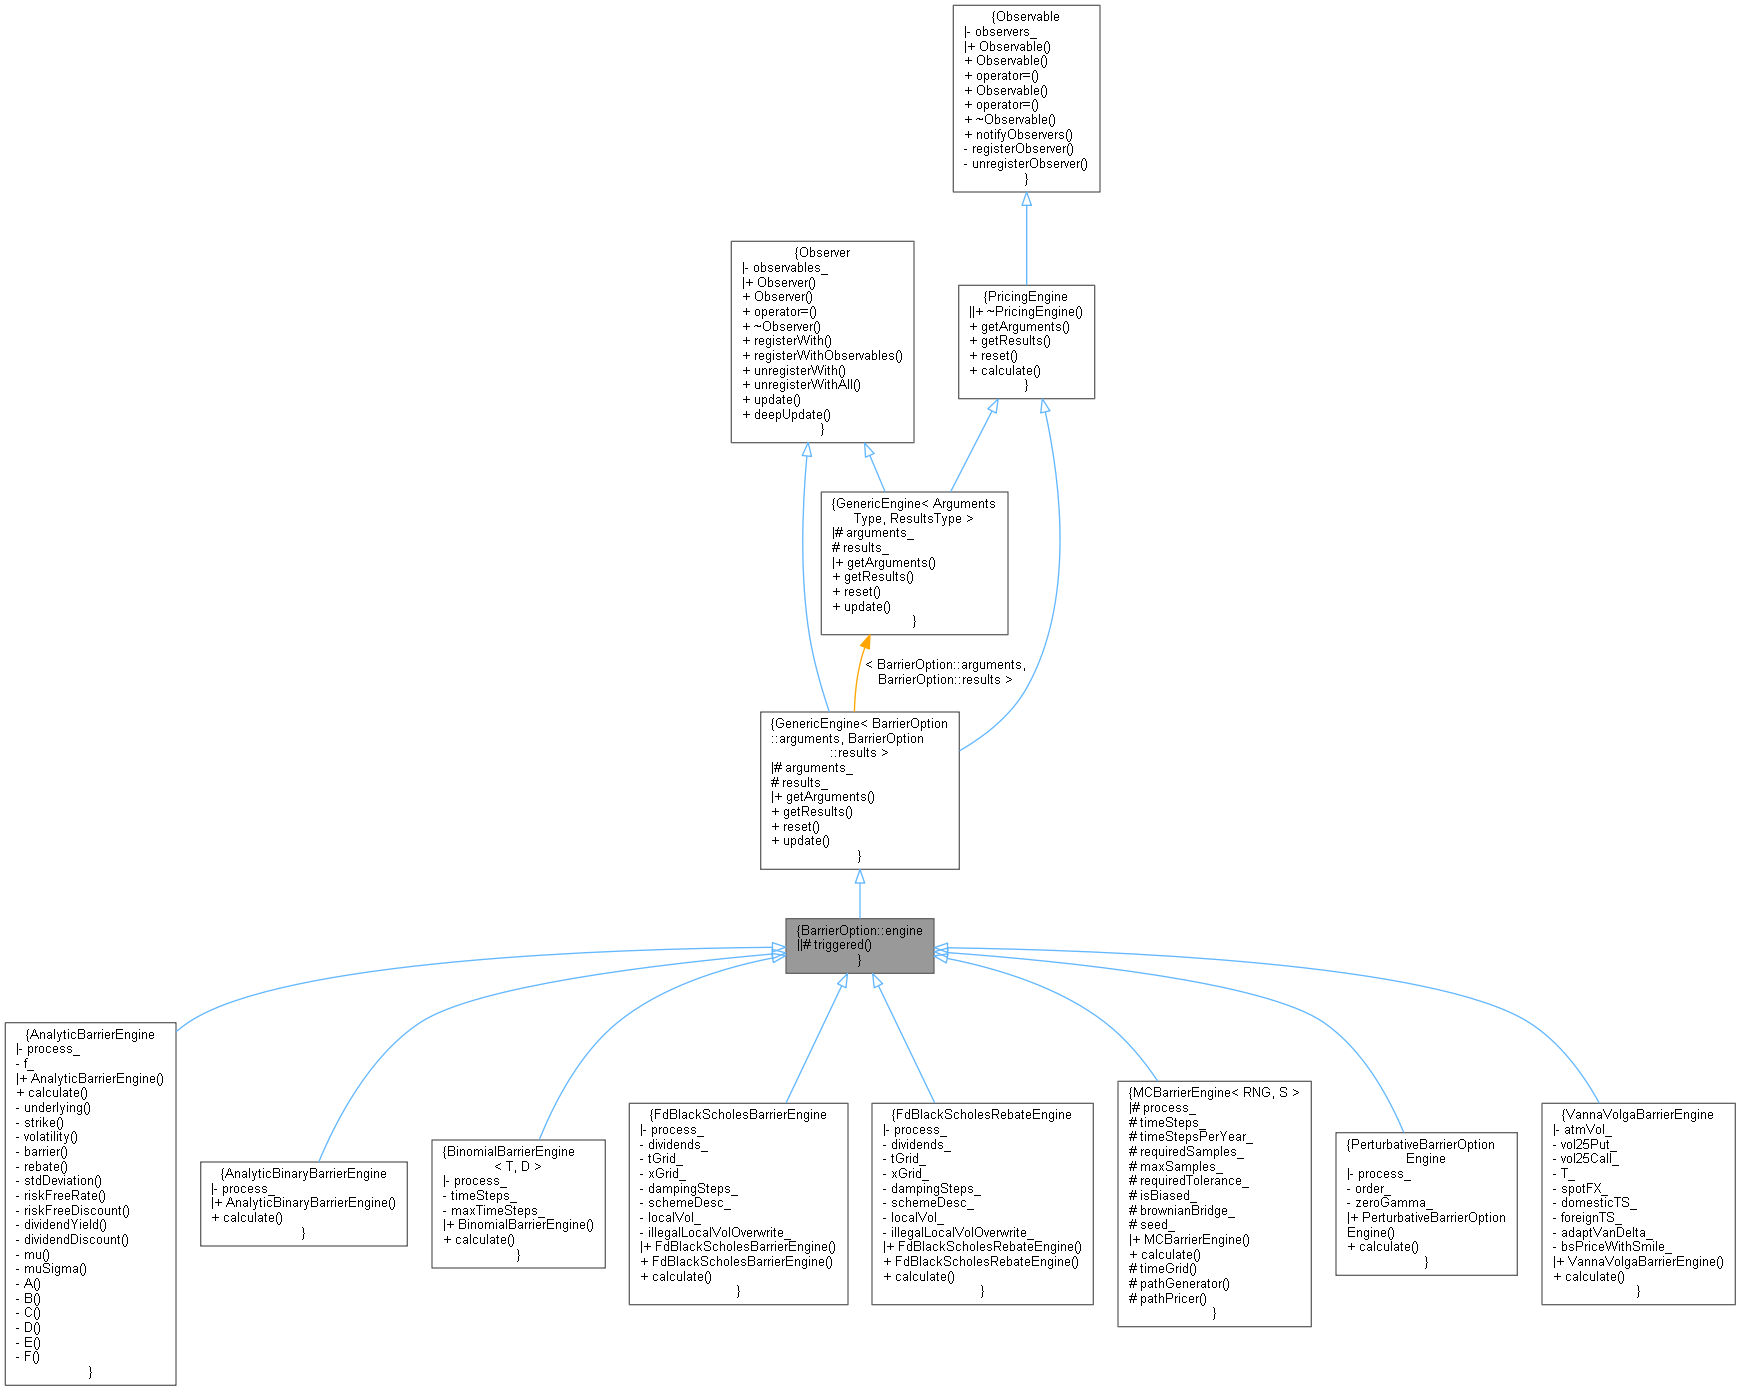 {Observable
|- observers_
|+ Observable()
+ Observable()
+ operator=()
+ Observable()
+ operator=()
+ ~Observable()
+ notifyObservers()
- registerObserver()
- unregisterObserver()
}
{Observer
|- observables_
|+ Observer()
+ Observer()
+ operator=()
+ ~Observer()
+ registerWith()
+ registerWithObservables()
+ unregisterWith()
+ unregisterWithAll()
+ update()
+ deepUpdate()
}
{PricingEngine
||+ ~PricingEngine()
+ getArguments()
+ getResults()
+ reset()
+ calculate()
}
{GenericEngine< Arguments
Type, ResultsType >
|# arguments_
# results_
|+ getArguments()
+ getResults()
+ reset()
+ update()
}
< BarrierOption::arguments,
BarrierOption::results >
{GenericEngine< BarrierOption
::arguments, BarrierOption
::results >
|# arguments_
# results_
|+ getArguments()
+ getResults()
+ reset()
+ update()
}
{BarrierOption::engine
||# triggered()
}
{AnalyticBarrierEngine
|- process_
- f_
|+ AnalyticBarrierEngine()
+ calculate()
- underlying()
- strike()
- volatility()
- barrier()
- rebate()
- stdDeviation()
- riskFreeRate()
- riskFreeDiscount()
- dividendYield()
- dividendDiscount()
- mu()
- muSigma()
- A()
- B()
- C()
- D()
- E()
- F()
}
{AnalyticBinaryBarrierEngine
|- process_
|+ AnalyticBinaryBarrierEngine()
+ calculate()
}
{BinomialBarrierEngine
< T, D >
|- process_
- timeSteps_
- maxTimeSteps_
|+ BinomialBarrierEngine()
+ calculate()
}
{FdBlackScholesBarrierEngine
|- process_
- dividends_
- tGrid_
- xGrid_
- dampingSteps_
- schemeDesc_
- localVol_
- illegalLocalVolOverwrite_
|+ FdBlackScholesBarrierEngine()
+ FdBlackScholesBarrierEngine()
+ calculate()
}
{FdBlackScholesRebateEngine
|- process_
- dividends_
- tGrid_
- xGrid_
- dampingSteps_
- schemeDesc_
- localVol_
- illegalLocalVolOverwrite_
|+ FdBlackScholesRebateEngine()
+ FdBlackScholesRebateEngine()
+ calculate()
}
{MCBarrierEngine< RNG, S >
|# process_
# timeSteps_
# timeStepsPerYear_
# requiredSamples_
# maxSamples_
# requiredTolerance_
# isBiased_
# brownianBridge_
# seed_
|+ MCBarrierEngine()
+ calculate()
# timeGrid()
# pathGenerator()
# pathPricer()
}
{PerturbativeBarrierOption
Engine
|- process_
- order_
- zeroGamma_
|+ PerturbativeBarrierOption
Engine()
+ calculate()
}
{VannaVolgaBarrierEngine
|- atmVol_
- vol25Put_
- vol25Call_
- T_
- spotFX_
- domesticTS_
- foreignTS_
- adaptVanDelta_
- bsPriceWithSmile_
|+ VannaVolgaBarrierEngine()
+ calculate()
}